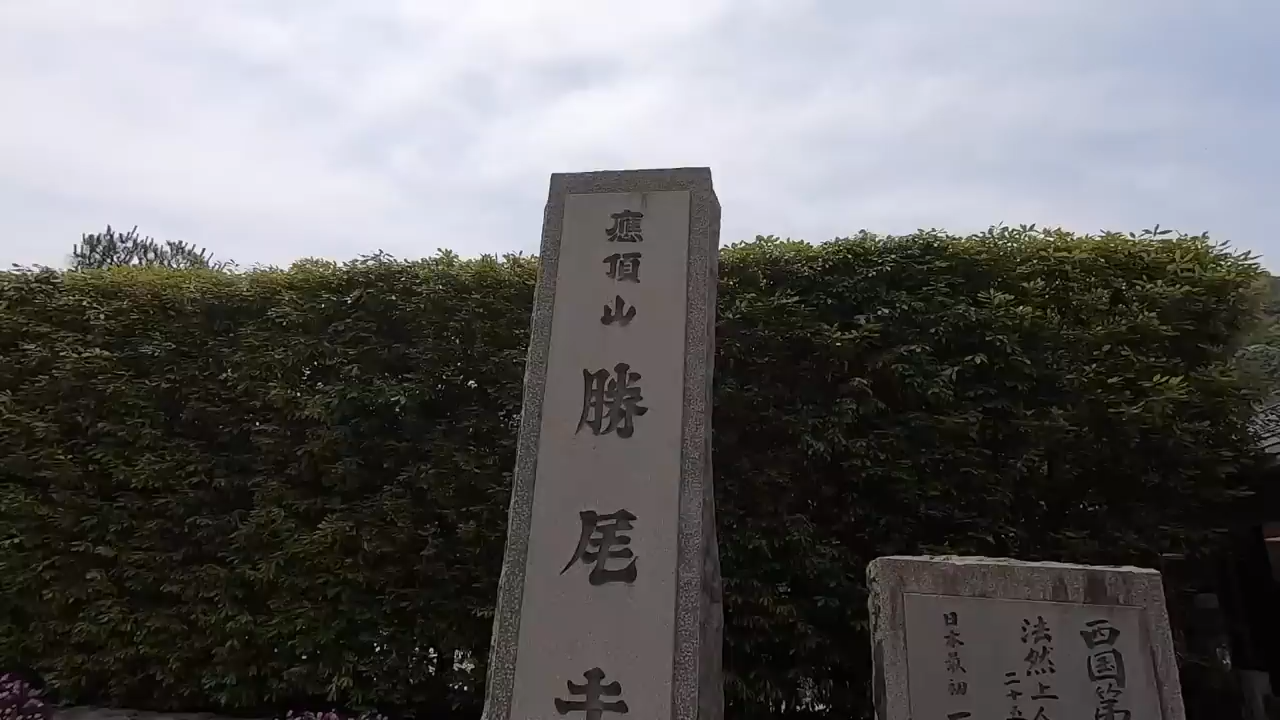 應頂山
勝尾寺
西国第
法然上人
二十五
日本最初